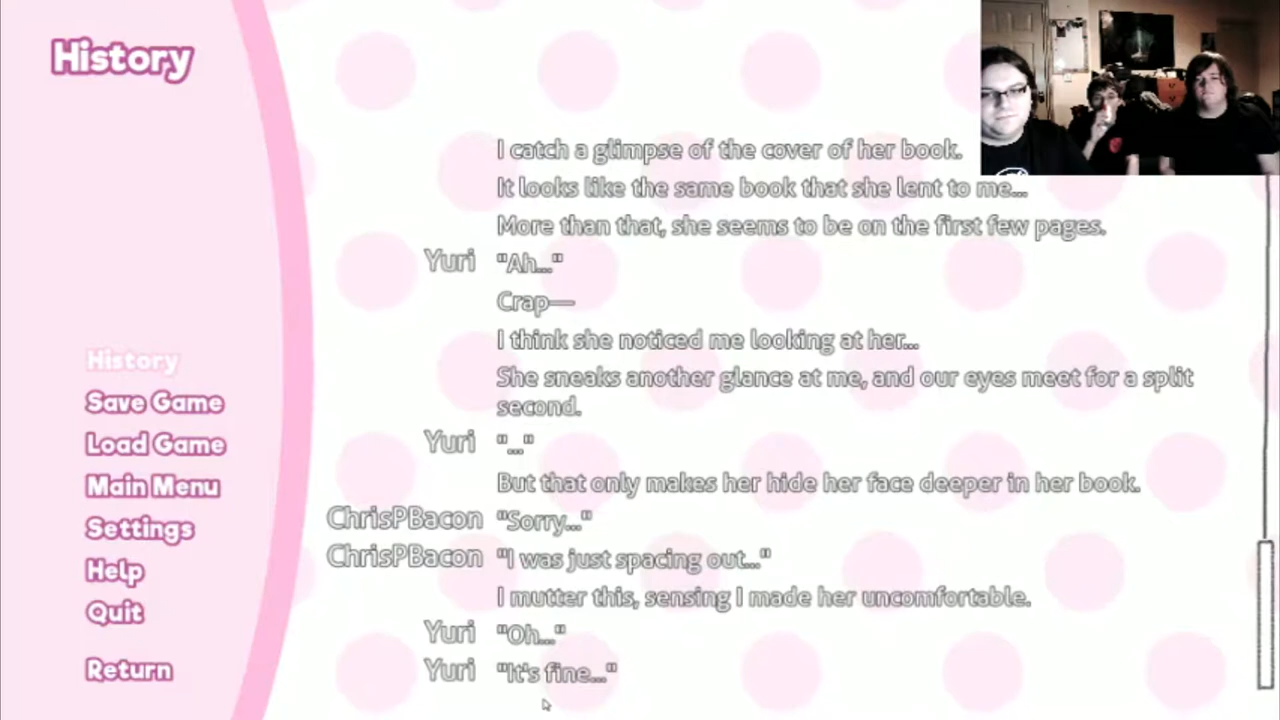 History
I catch a glimpse of the cover of her book.
It looks like the same book that she lent to me...
More than that, she seems to be on the first few pages.
Yuri "Ah..."
Crap—
I think she noticed me looking at her...
She sneaks another glance at me, and our eyes meet for a split
second.
Yuri "..."
But that only makes her hide her face deeper in her book.
ChrisPBacon "Sorry..."
ChrisPBacon "I was just spacing out..."
I mutter this, sensing I made her uncomfortable.
Yuri "Oh..."
Yuri "It's fine..."
History
Save Game
Load Game
Main Menu
Settings
Help
Quit
Return